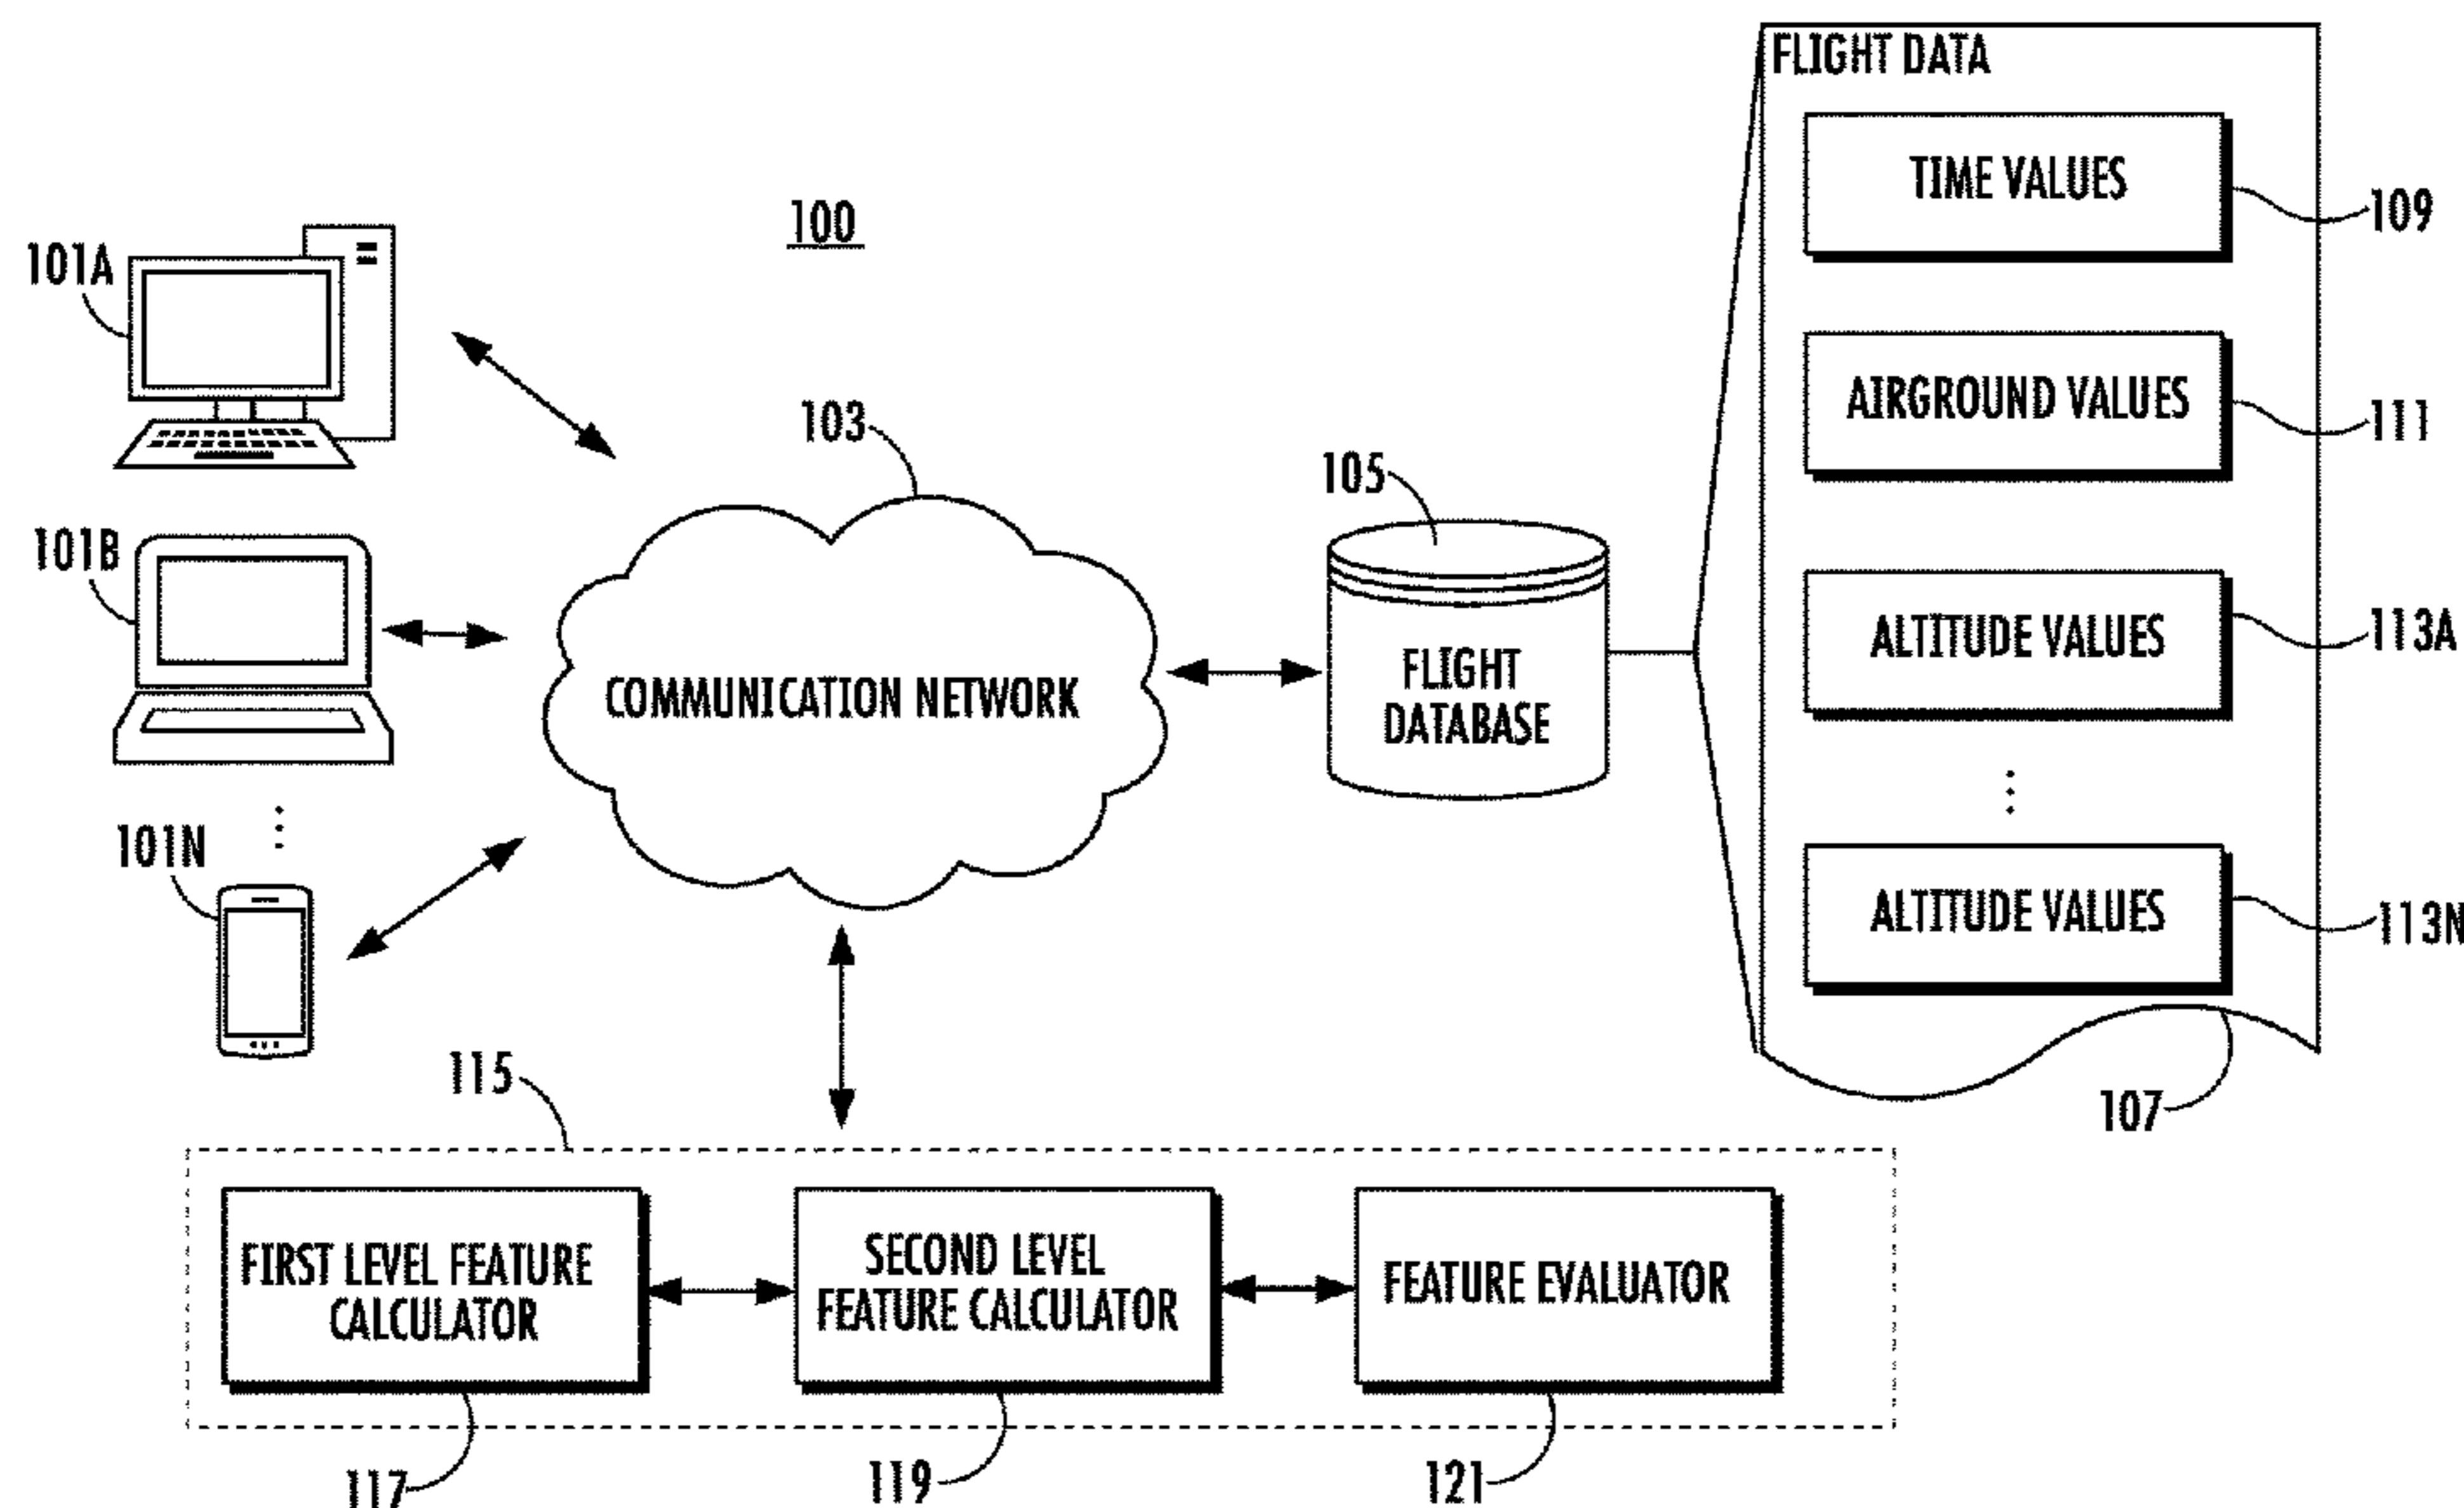 100
101A
101B
101N
103
COMMUNICATION NETWORK
105
FLIGHT
DATABASE
FLIGHT DATA
TIME VALUES
109
AIRGROUND VALUES
111
ALTITUDE VALUES
113A
ALTITUDE VALUES
113N
107
115
FIRST LEVEL FEATURE
CALCULATOR
117
SECOND LEVEL
FEATURE CALCULATOR
119
FEATURE EVALUATOR
121